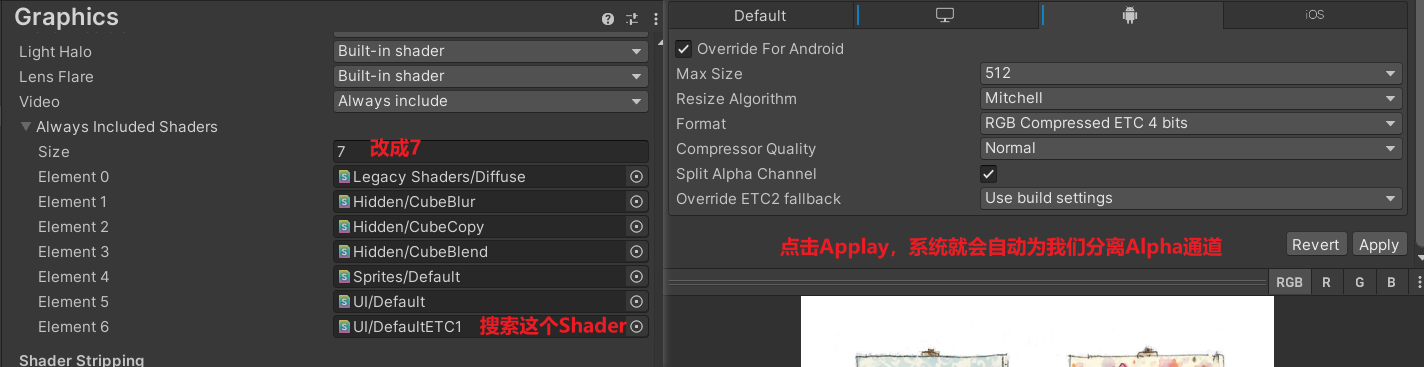 Graphics
Light Halo
Built-in shader
Lens Flare
Built-in shader
Video
Always include
Always Included Shaders
Size
7
改成7
Element 0
Legacy Shaders/Diffuse
Element 1
Hidden/CubeBlur
Element 2
Hidden/CubeCopy
Element 3
Hidden/CubeBlend
Element 4
Sprites/Default
Element 5
UI/Default
Element 6
UI/DefaultETC1
搜索这个Shader
Shader Stripping
Default
iOS
Override For Android
Max Size
512
Resize Algorithm
Mitchell
Format
RGB Compressed ETC 4 bits
Compressor Quality
Normal
Split Alpha Channel
Override ETC2 fallback
Use build settings
点击Applay，系统就会自动为我们分离Alpha通道
Revert
Apply
RGB
R
G
B